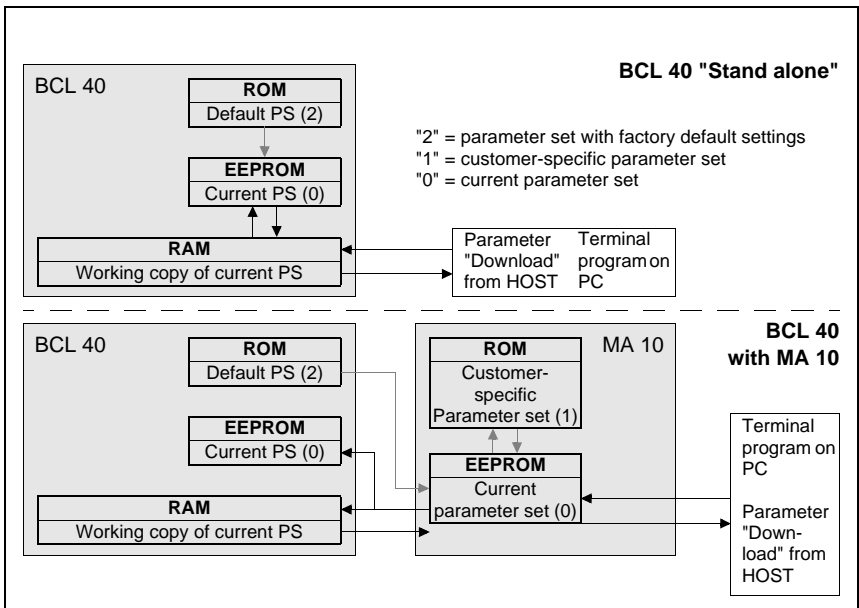 BCL 40 "Stand alone"
BCL 40
ROM
Default PS (2)
EEPROM
Current PS (0)
RAM
Working copy of current PS
"2" = parameter set with factory default settings
"1" = customer-specific parameter set
"0" = current parameter set
Parameter
"Download"
from HOST
Terminal
program on
PC
BCL 40
with MA 10
BCL 40
ROM
Default PS (2)
EEPROM
Current PS (0)
RAM
Working copy of current PS
MA 10
ROM
Customer-
specific
Parameter set (1)
EEPROM
Current
parameter set (0)
Terminal
program on
PC
Parameter
"Down-
load" from
HOST